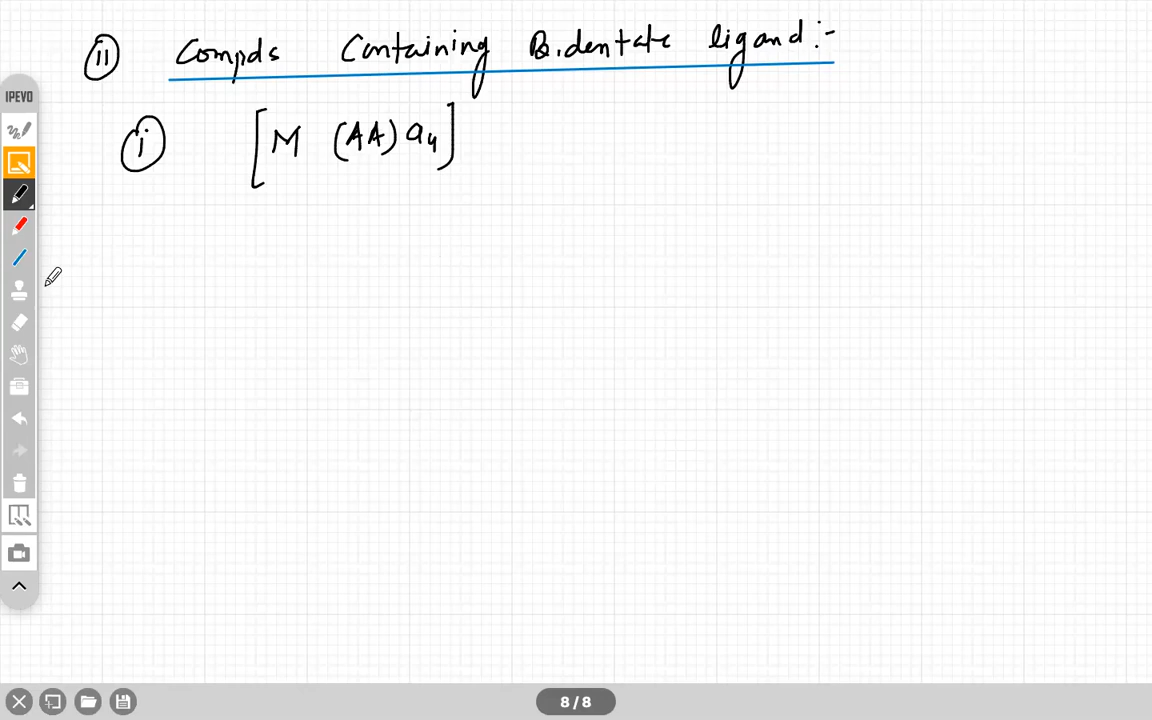 IPEVO
(ii) Compds Containing Bidentate ligand :-
(i) [M (AA) a₄]
8 / 8